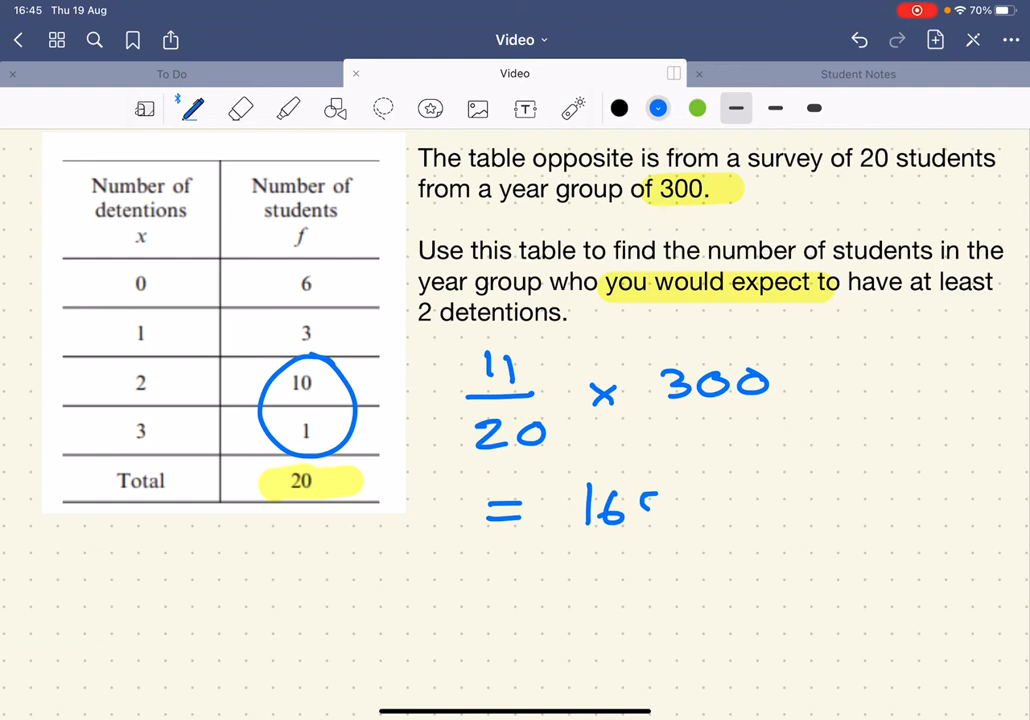 16:45 Thu 19 Aug
70%
Video
To Do
Video
Student Notes
Number of detentions x
Number of students f
0 6
1 3
2 10
3 1
Total 20
The table opposite is from a survey of 20 students
from a year group of 300.
Use this table to find the number of students in the
year group who you would expect to have at least
2 detentions.
11
20
× 300
= 16